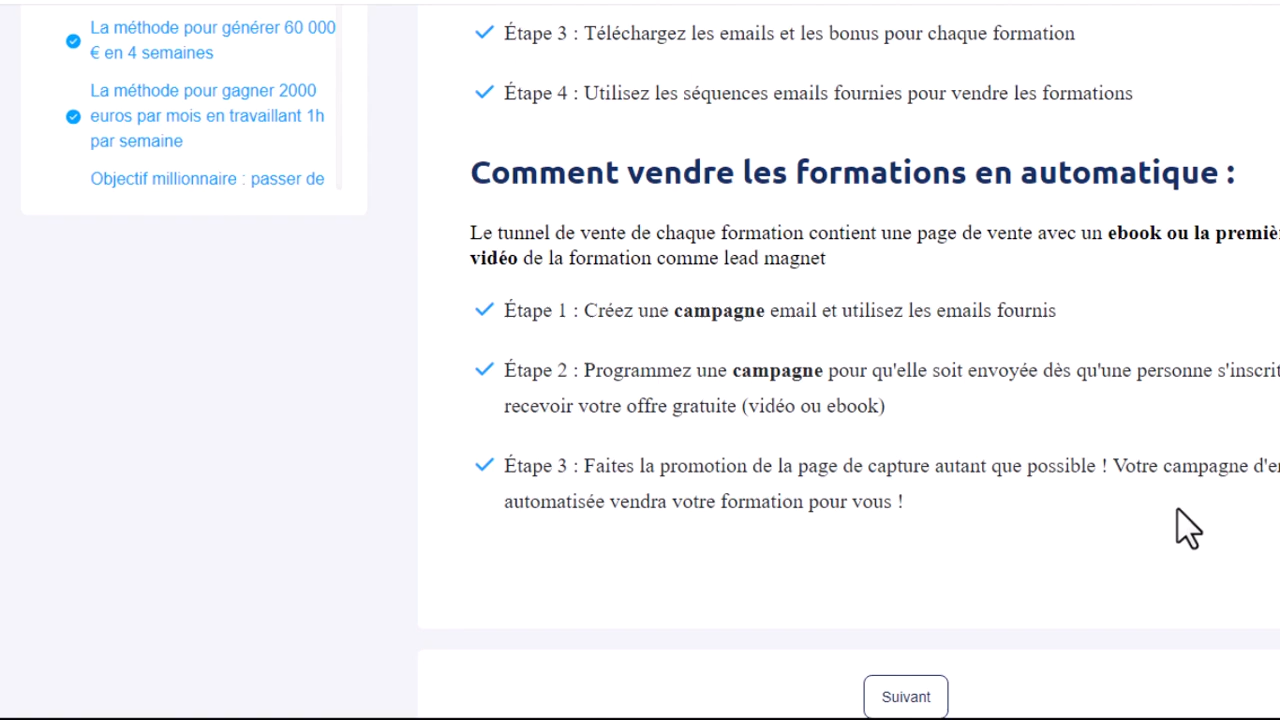 La méthode pour générer 60 000
€ en 4 semaines
La méthode pour gagner 2000
euros par mois en travaillant 1h
par semaine
Objectif millionnaire : passer de
Étape 3 : Téléchargez les emails et les bonus pour chaque formation
Étape 4 : Utilisez les séquences emails fournies pour vendre les formations
Comment vendre les formations en automatique :
Le tunnel de vente de chaque formation contient une page de vente avec un ebook ou la premiè
vidéo de la formation comme lead magnet
Étape 1 : Créez une campagne email et utilisez les emails fournis
Étape 2 : Programmez une campagne pour qu'elle soit envoyée dès qu'une personne s'inscrit
recevoir votre offre gratuite (vidéo ou ebook)
Étape 3 : Faites la promotion de la page de capture autant que possible ! Votre campagne d'e
automatisée vendra votre formation pour vous !
Suivant